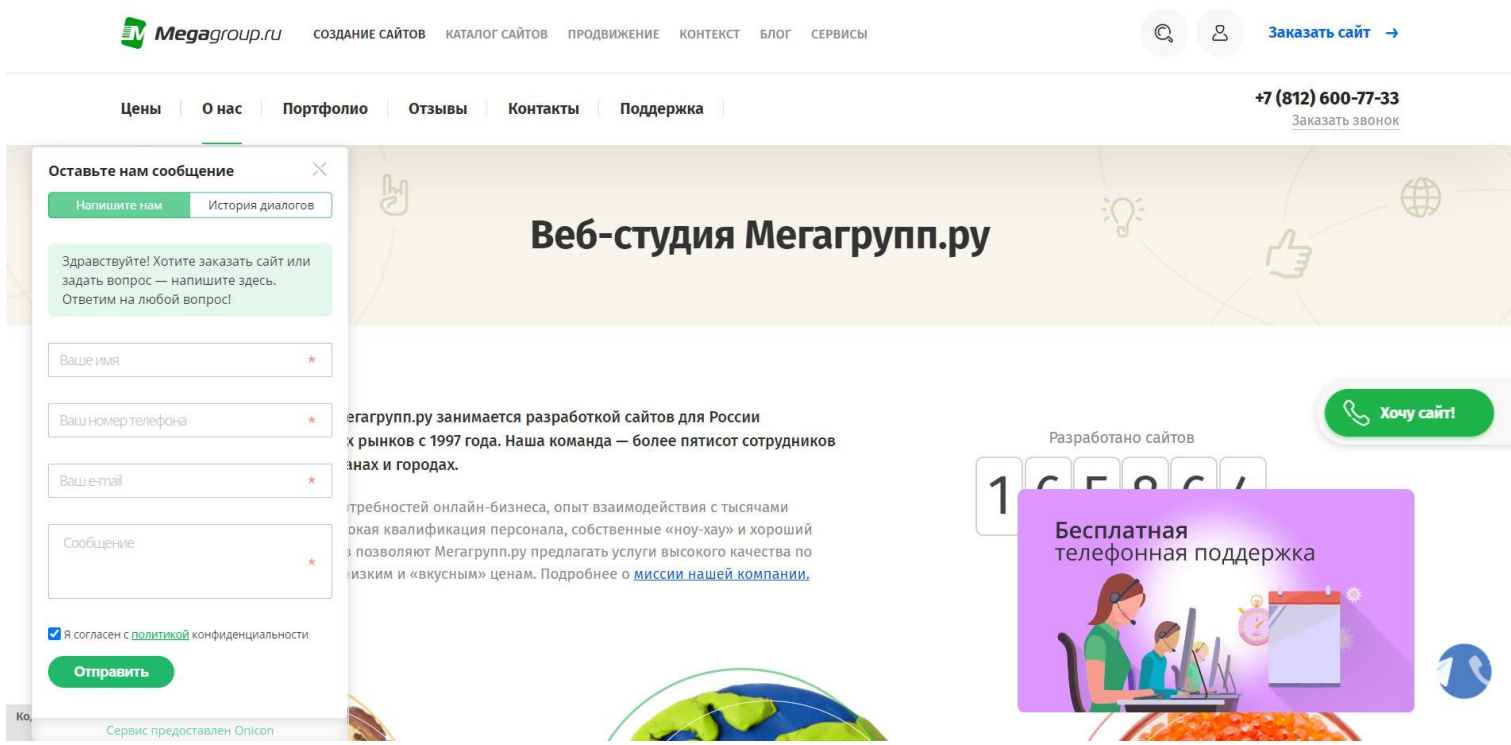 Megagroup.ru
СОЗДАНИЕ САЙТОВ КАТАЛОГ САЙТОВ ПРОДВИЖЕНИЕ КОНТЕКСТ БЛОГ СЕРВИСЫ
Заказать сайт →
Цены О нас Портфолио Отзывы Контакты Поддержка
+7 (812) 600-77-33
Заказать звонок
Оставьте нам сообщение
Напишите нам История диалогов
Здравствуйте! Хотите заказать сайт или
задать вопрос — напишите здесь.
Ответим на любой вопрос!
Ваше имя *
Ваш номер телефона *
Ваш e-mail *
Сообщение *
Я согласен с политикой конфиденциальности
Отправить
Сервис предоставлен Onicon
Веб-студия Мегагрупп.ру
егагрупп.ру занимается разработкой сайтов для России
х рынков с 1997 года. Наша команда — более пятисот сотрудников
анах и городах.
требностей онлайн-бизнеса, опыт взаимодействия с тысячами
окая квалификация персонала, собственные «ноу-хау» и хороший
в позволяют Мегагрупп.ру предлагать услуги высокого качества по
изким и «вкусным» ценам. Подробнее о миссии нашей компании.
Хочу сайт!
Разработано сайтов
165864
Бесплатная
телефонная поддержка